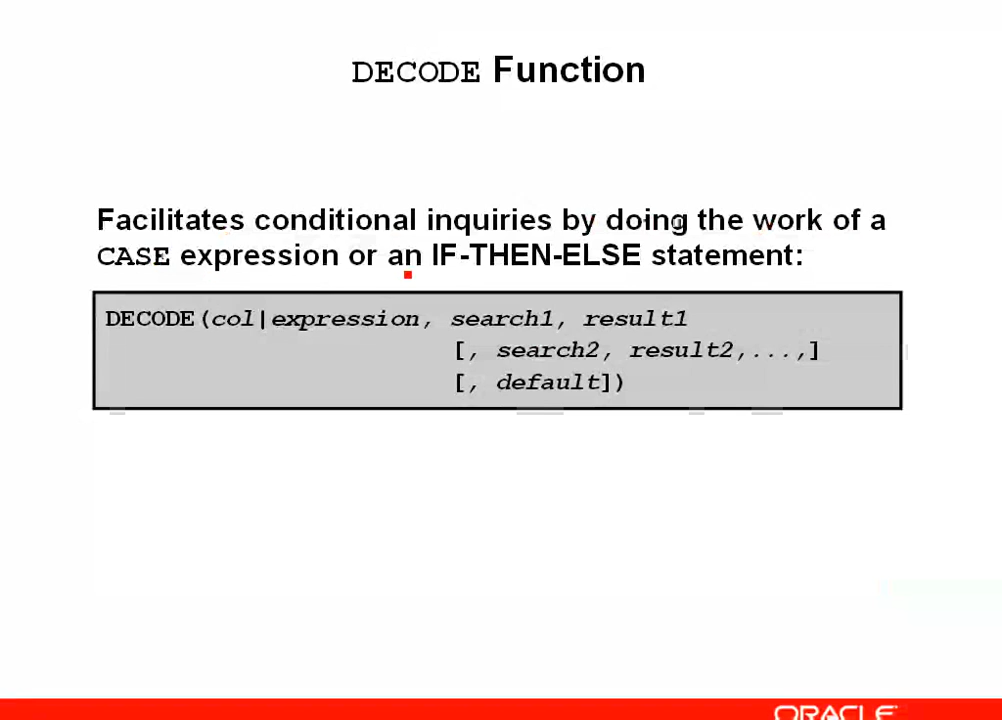 DECODE Function
Facilitates conditional inquiries by doing the work of a
CASE expression or an IF-THEN-ELSE statement:
DECODE(col|expression, search1, result1
[, search2, result2,...,]
[, default])
ORACLE